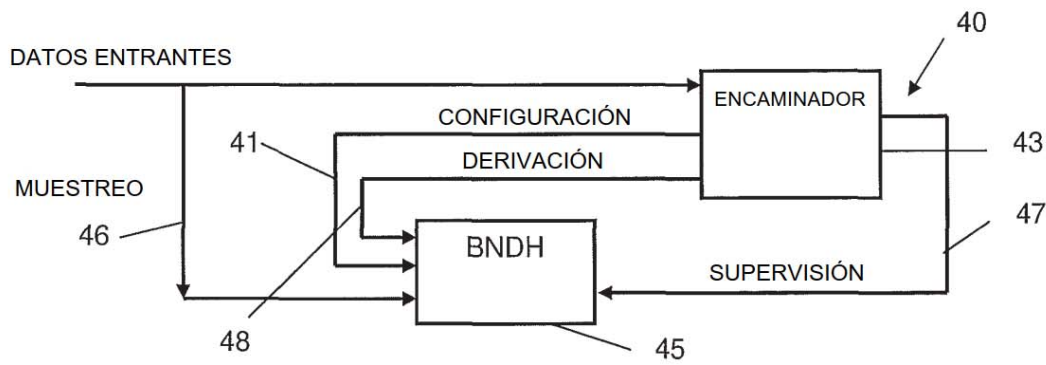 40
DATOS ENTRANTES
ENCAMINADOR
CONFIGURACIÓN
41
DERIVACIÓN
43
MUESTREO
46
47
BNDH
SUPERVISIÓN
48
45